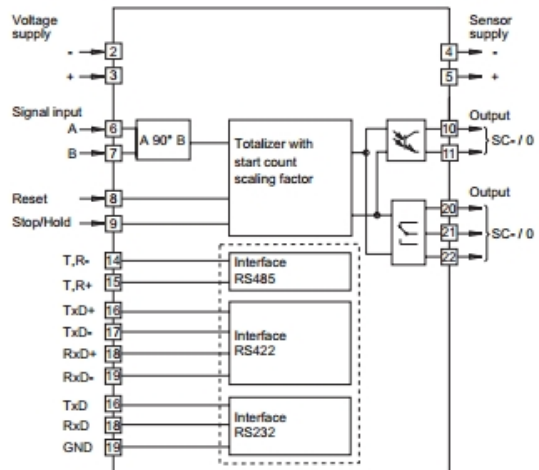 Voltage supply
- 2
+ 3
Sensor supply
4 -
5 +
Signal input
A 6
B 7
A 90° B
Reset 8
Stop/Hold 9
Totalizer with start count scaling factor
Output
10
11
SC=/0
Output
20
21
22
SC=/0
T,R- 14
T,R+ 15
Interface RS485
TxD+ 16
TxD- 17
RxD+ 18
RxD- 19
Interface RS422
TxD 16
RxD 18
GND 19
Interface RS232